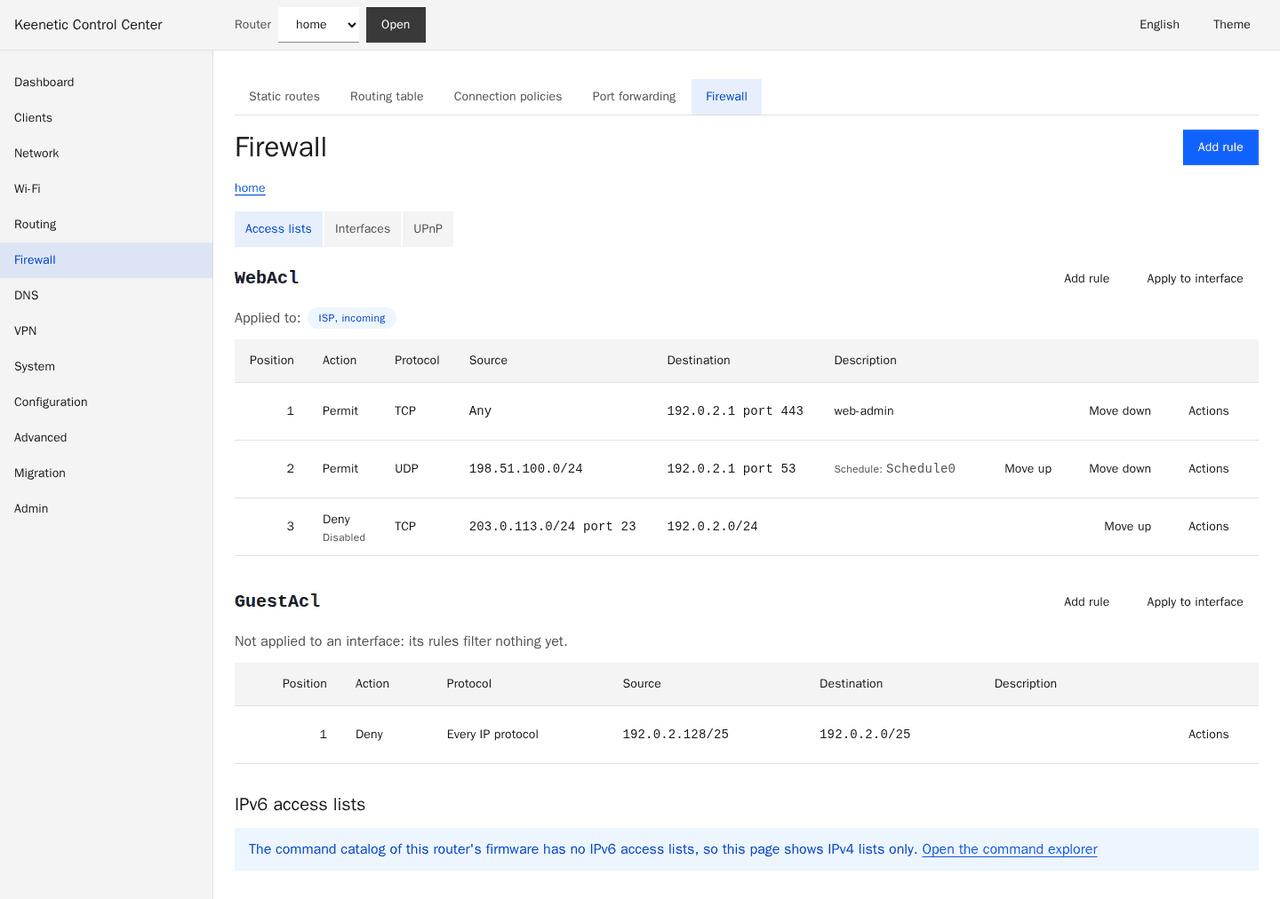 Keenetic Control Center Router home Open English Theme
Dashboard
Clients
Network
Wi-Fi
Routing
Firewall
DNS
VPN
System
Configuration
Advanced
Migration
Admin
Static routes Routing table Connection policies Port forwarding Firewall
Firewall Add rule
home
Access lists Interfaces UPnP
WebAcl Add rule Apply to interface
Applied to: ISP, incoming
Position Action Protocol Source Destination Description
1 Permit TCP Any 192.0.2.1 port 443 web-admin Move down Actions
2 Permit UDP 198.51.100.0/24 192.0.2.1 port 53 Schedule: Schedule0 Move up Move down Actions
3 Deny TCP 203.0.113.0/24 port 23 192.0.2.0/24 Move up Actions
Disabled
GuestAcl Add rule Apply to interface
Not applied to an interface: its rules filter nothing yet.
Position Action Protocol Source Destination Description
1 Deny Every IP protocol 192.0.2.128/25 192.0.2.0/25 Actions
IPv6 access lists
The command catalog of this router's firmware has no IPv6 access lists, so this page shows IPv4 lists only. Open the command explorer